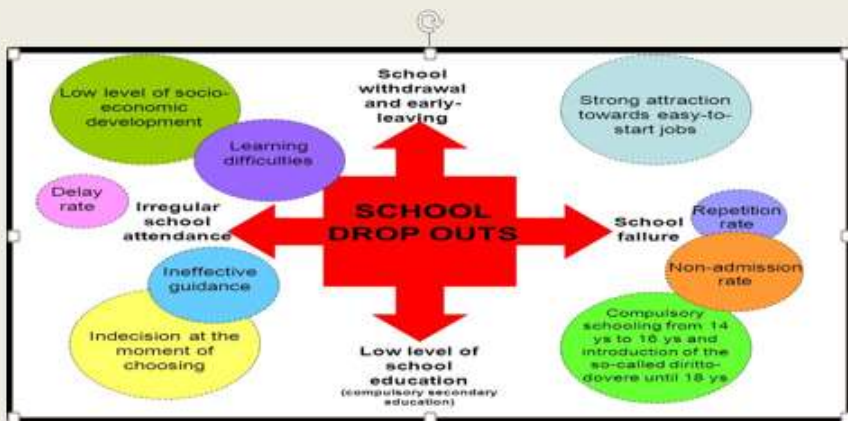 School
withdrawal
and early-
leaving
Low level of socio-
economic
development
Strong attraction
towards easy-to-
start jobs
Learning
difficulties
Delay
rate
Irregular
school
attendance
SCHOOL
DROP OUTS
School
failure
Repetition
rate
Non-admission
rate
Ineffective
guidance
Indecision at the
moment of
choosing
Low level of
school
education
(compulsory secondary
education)
Compulsory
schooling from 14
ys to 16 ys and
introduction of the
so-called diritto-
dovere until 18 ys